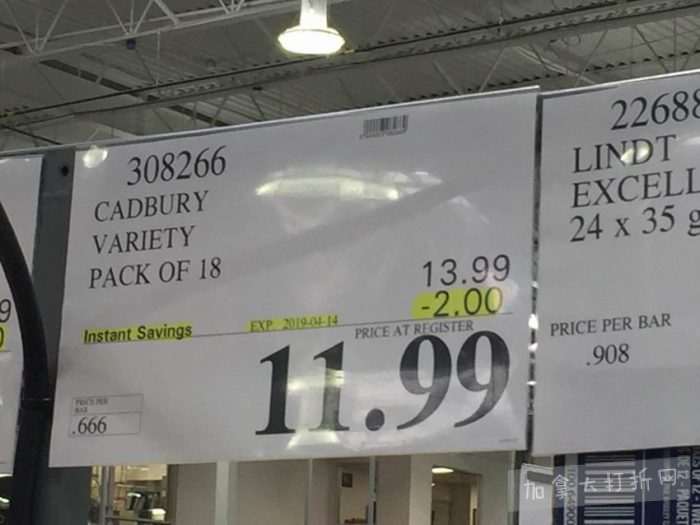 308266
CADBURY
VARIETY
PACK OF 18
13.99
-2.00
Instant Savings
EXP. 2019-04-14
PRICE AT REGISTER
11.99
PRICE PER
BAR
.666
9
0
22688
LINDT
EXCELL
24 x 35 g
PRICE PER BAR
.908
加拿大打折网